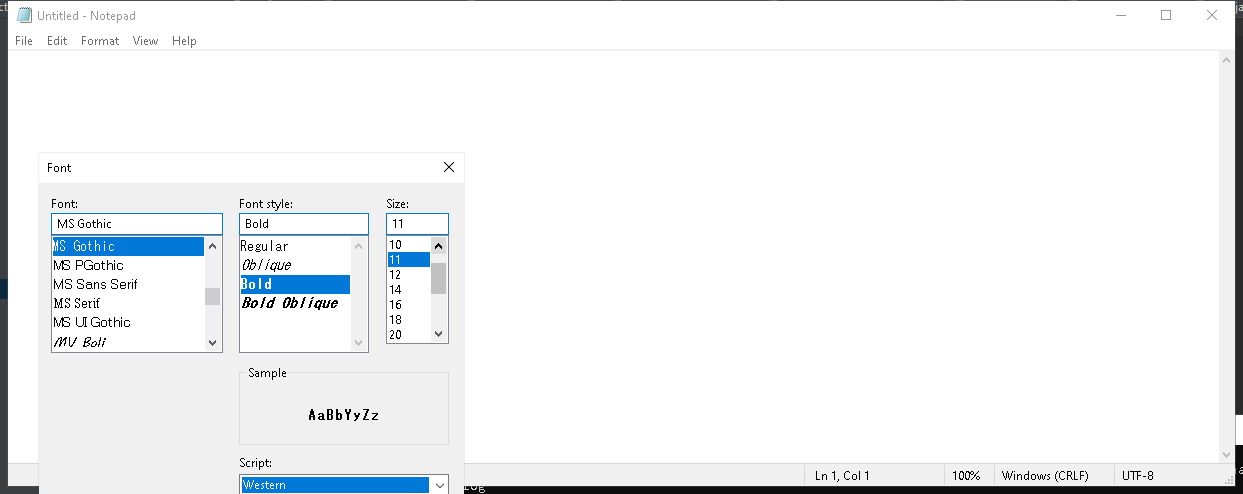 Untitled - Notepad
File Edit Format View Help
Font
Font: Font style: Size:
MS Gothic Bold 11
MS Gothic Regular 10
MS PGothic Oblique 11
MS Sans Serif Bold 12
MS Serif Bold Oblique 14
MS UI Gothic 16
MV Boli 18
20
Sample
AaBbYyZz
Script:
Western
Ln 1, Col 1 100% Windows (CRLF) UTF-8